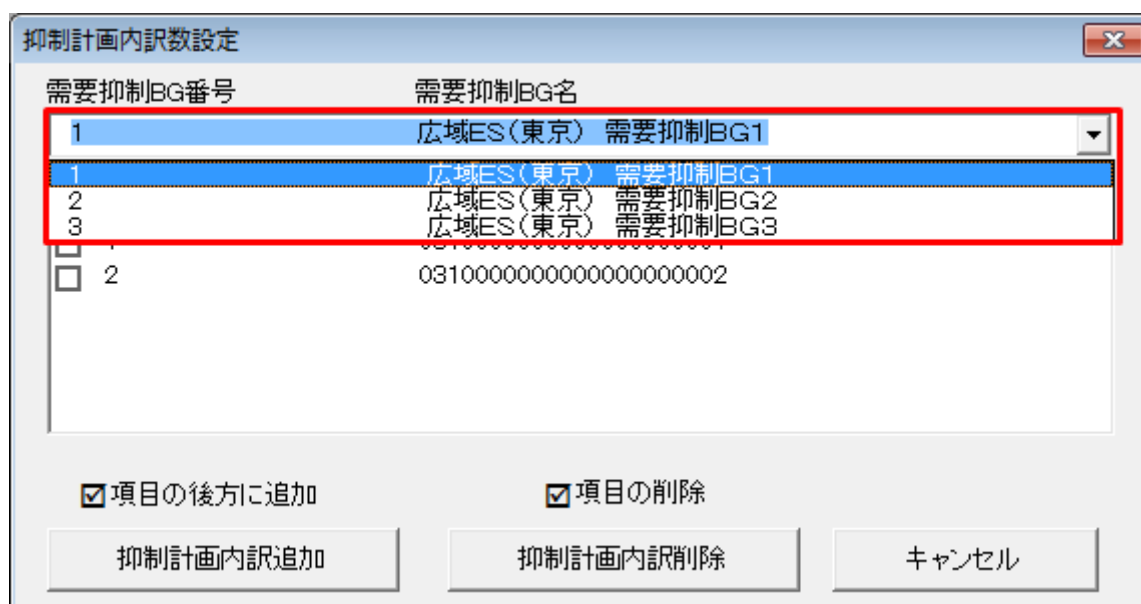 抑制計画内訳数設定
需要抑制BG番号 需要抑制BG名
1 広域ES(東京) 需要抑制BG1
1 広域ES(東京) 需要抑制BG1
2 広域ES(東京) 需要抑制BG2
3 広域ES(東京) 需要抑制BG3
2 0310000000000000000002
項目の後方に追加 項目の削除
抑制計画内訳追加 抑制計画内訳削除 キャンセル